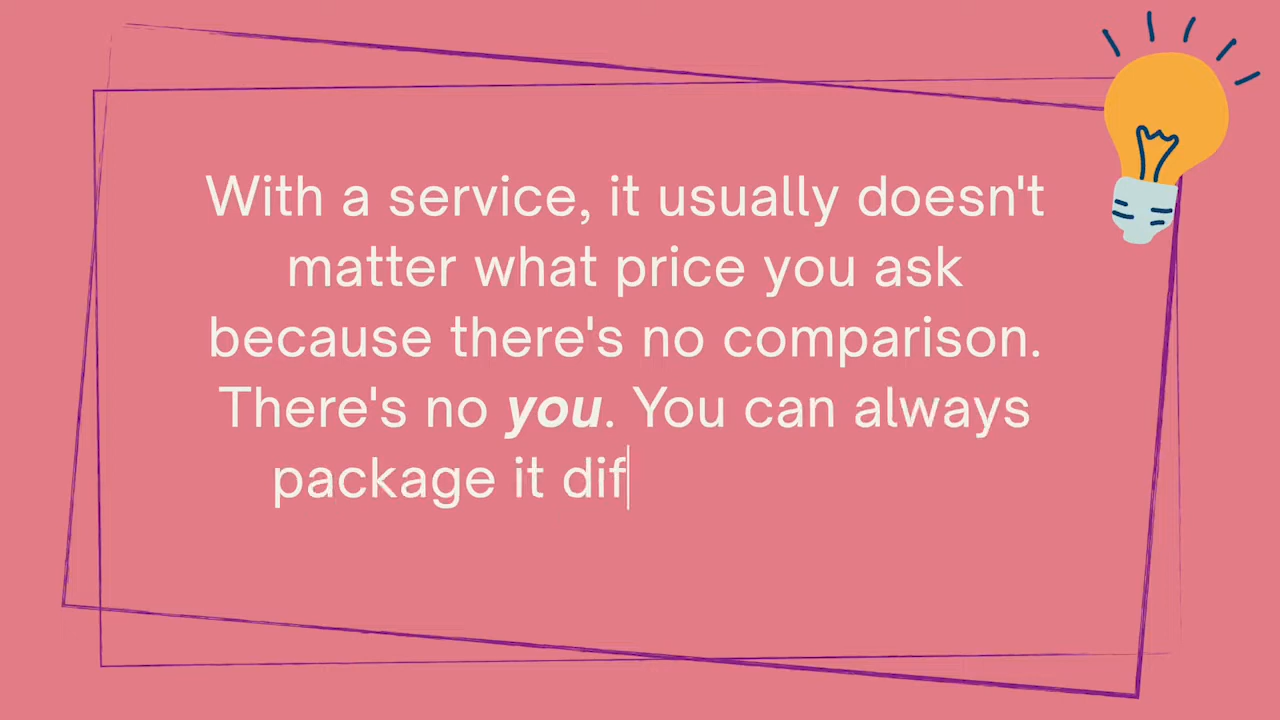 With a service, it usually doesn't
matter what price you ask
because there's no comparison.
There's no you. You can always
package it dif